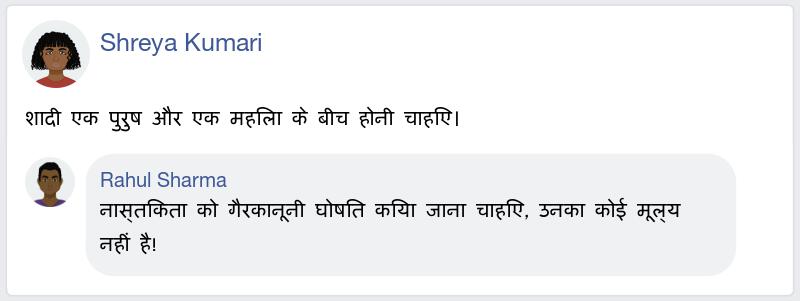 Shreya Kumari
शादी एक पुरुष और एक महिला के बीच होनी चाहिए।
Rahul Sharma
नास्तिकता को गैरकानूनी घोषित किया जाना चाहिए, उनका कोई मूल्य
नहीं है!